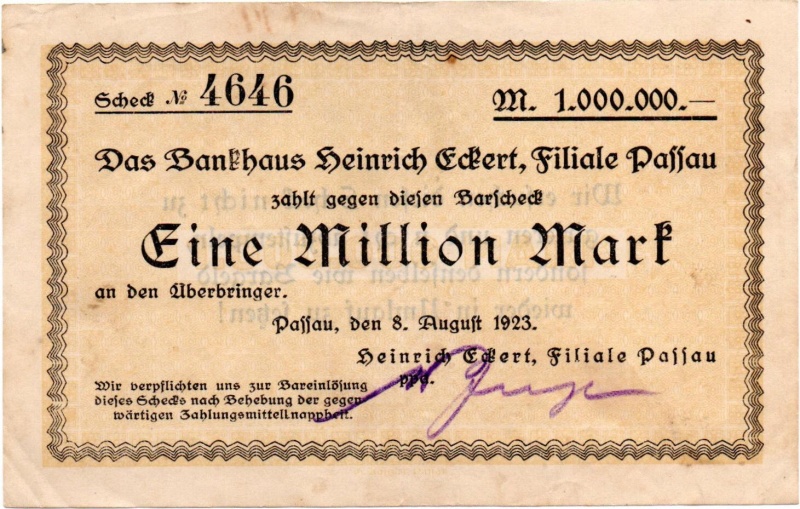 Scheck № 4646
M. 1.000.000.—
Das Bankhaus Heinrich Eckert, Filiale Passau
zahlt gegen diesen Barscheck
Eine Million Mark
an den Überbringer.
Passau, den 8. August 1923.
Heinrich Eckert, Filiale Passau
ppa.
Wir verpflichten uns zur Bareinlösung
dieses Schecks nach Behebung der gegen
wärtigen Zahlungsmittelknappheit.